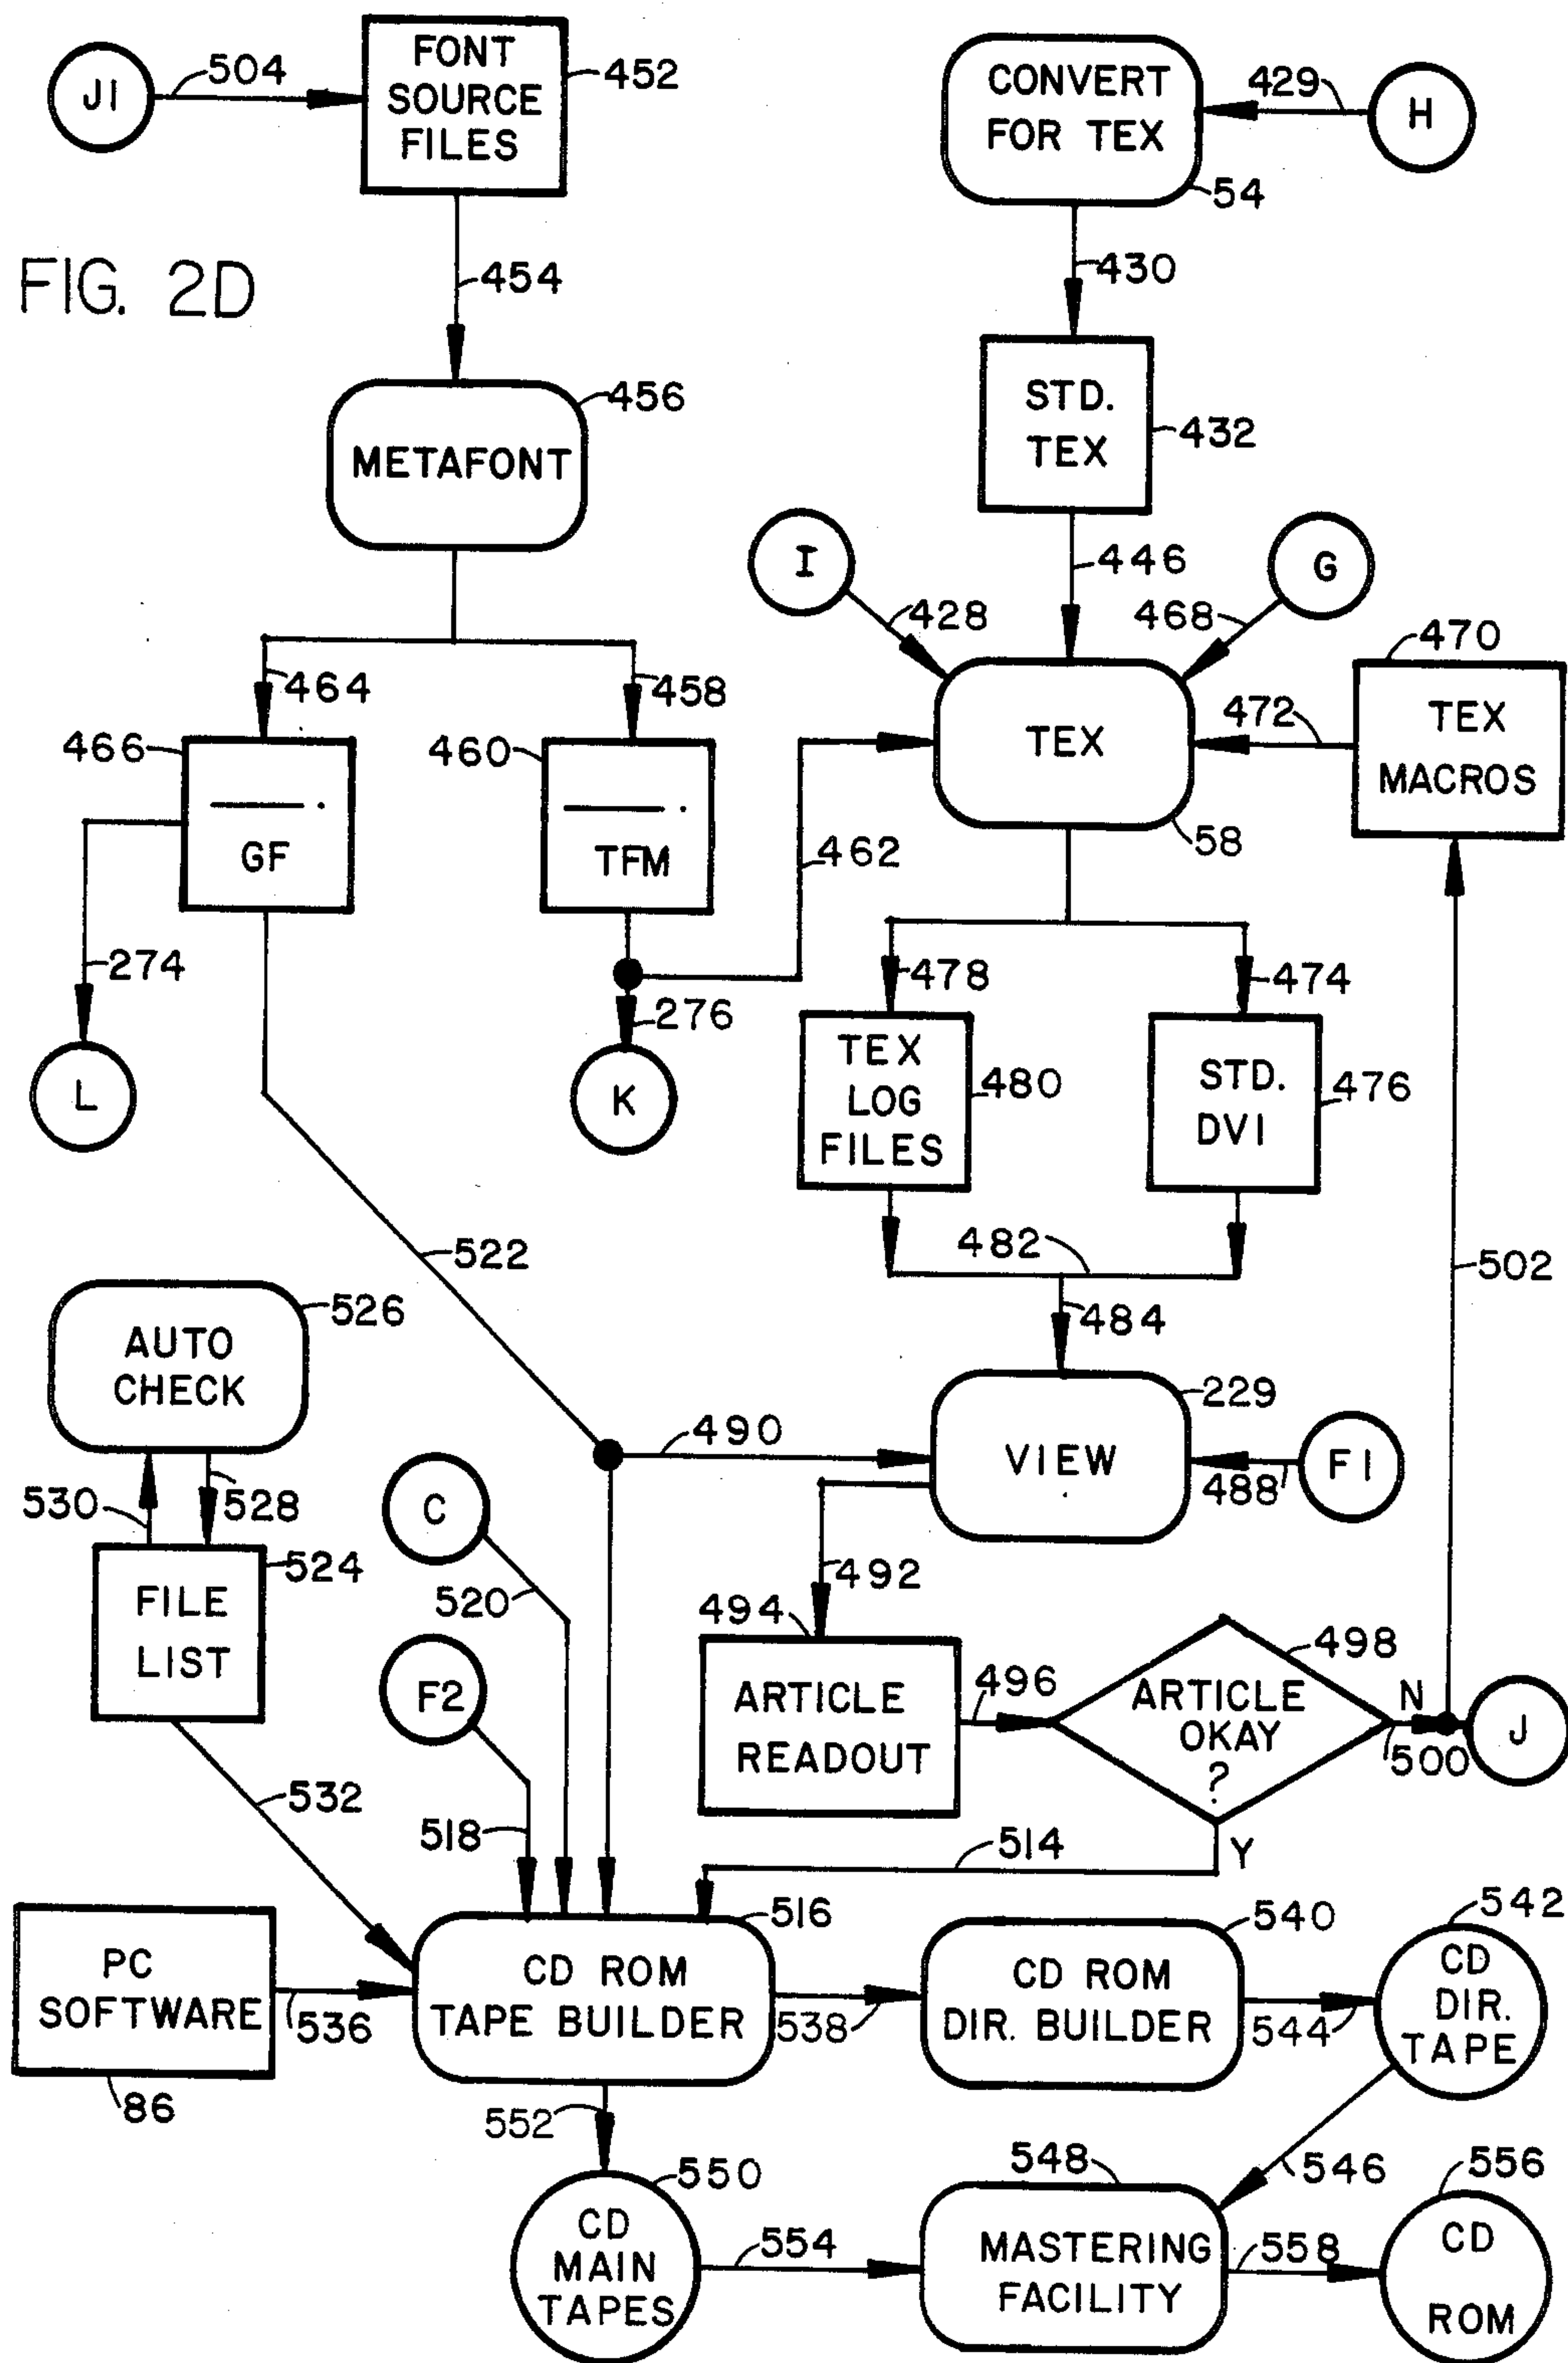 J1
504
FONT
SOURCE
FILES
452
CONVERT
FOR TEX
54
429
H
FIG. 2D
454
430
METAFONT
456
STD.
TEX
432
I
428
446
G
468
464
458
466
GF
460
TFM
462
TEX
58
472
470
TEX
MACROS
274
L
276
K
478
474
TEX
LOG
FILES
480
STD.
DVI
476
482
484
502
522
AUTO
CHECK
526
490
VIEW
229
488
F1
530
528
C
520
492
FILE
LIST
524
F2
518
494
ARTICLE
READOUT
496
ARTICLE
OKAY
?
498
N
500
J
532
514
Y
PC
SOFTWARE
86
536
CD ROM
TAPE BUILDER
516
538
CD ROM
DIR. BUILDER
540
544
542
CD
DIR.
TAPE
552
550
CD
MAIN
TAPES
554
548
MASTERING
FACILITY
546
558
556
CD
ROM